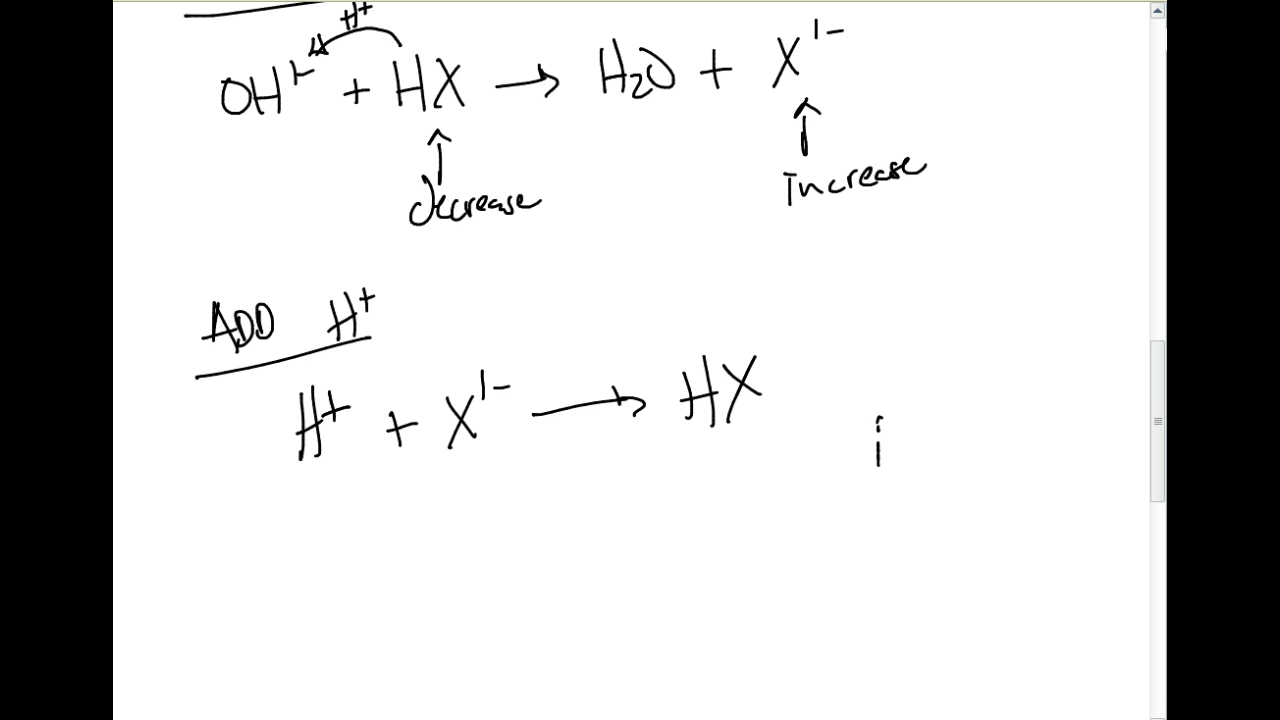 H⁺
OH¹⁻ + HX → H₂O + X¹⁻
decrease increase
ADD H⁺
H⁺ + X¹⁻ → HX
i